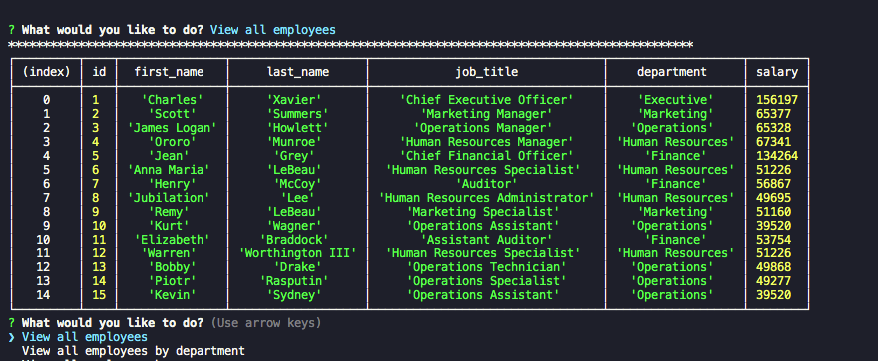 ? What would you like to do? View all employees
*************************************************************************************************
(index) id first_name last_name job_title department salary
0 1 'Charles' 'Xavier' 'Chief Executive Officer' 'Executive' 156197
1 2 'Scott' 'Summers' 'Marketing Manager' 'Marketing' 65377
2 3 'James Logan' 'Howlett' 'Operations Manager' 'Operations' 65328
3 4 'Ororo' 'Munroe' 'Human Resources Manager' 'Human Resources' 67341
4 5 'Jean' 'Grey' 'Chief Financial Officer' 'Finance' 134264
5 6 'Anna Maria' 'LeBeau' 'Human Resources Specialist' 'Human Resources' 51226
6 7 'Henry' 'McCoy' 'Auditor' 'Finance' 56867
7 8 'Jubilation' 'Lee' 'Human Resources Administrator' 'Human Resources' 49695
8 9 'Remy' 'LeBeau' 'Marketing Specialist' 'Marketing' 51160
9 10 'Kurt' 'Wagner' 'Operations Assistant' 'Operations' 39520
10 11 'Elizabeth' 'Braddock' 'Assistant Auditor' 'Finance' 53754
11 12 'Warren' 'Worthington III' 'Human Resources Specialist' 'Human Resources' 51226
12 13 'Bobby' 'Drake' 'Operations Technician' 'Operations' 49868
13 14 'Piotr' 'Rasputin' 'Operations Specialist' 'Operations' 49277
14 15 'Kevin' 'Sydney' 'Operations Assistant' 'Operations' 39520
? What would you like to do? (Use arrow keys)
❯ View all employees
View all employees by department